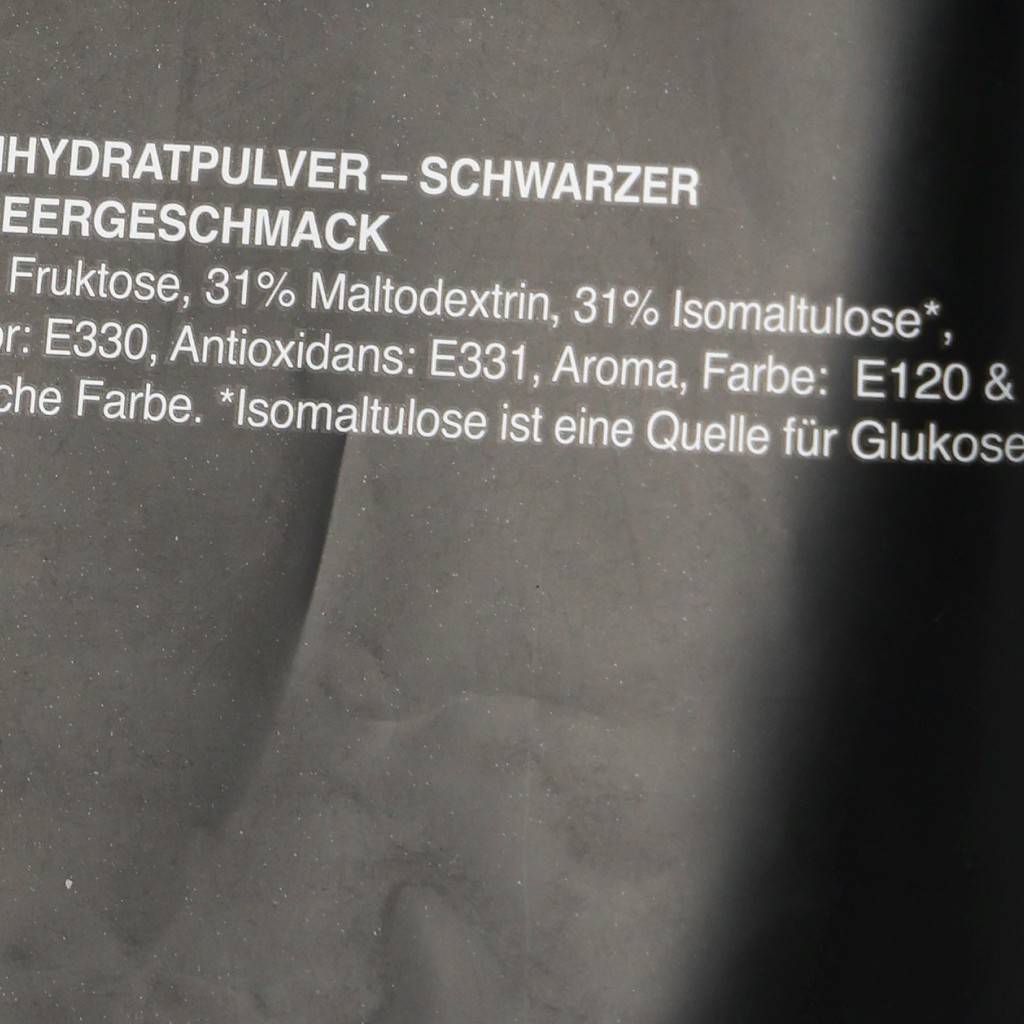 HYDRATPULVER – SCHWARZER
EERGESCHMACK
Fruktose, 31% Maltodextrin, 31% Isomaltulose*,
or: E330, Antioxidans: E331, Aroma, Farbe: E120 &
che Farbe. *Isomaltulose ist eine Quelle für Glukose